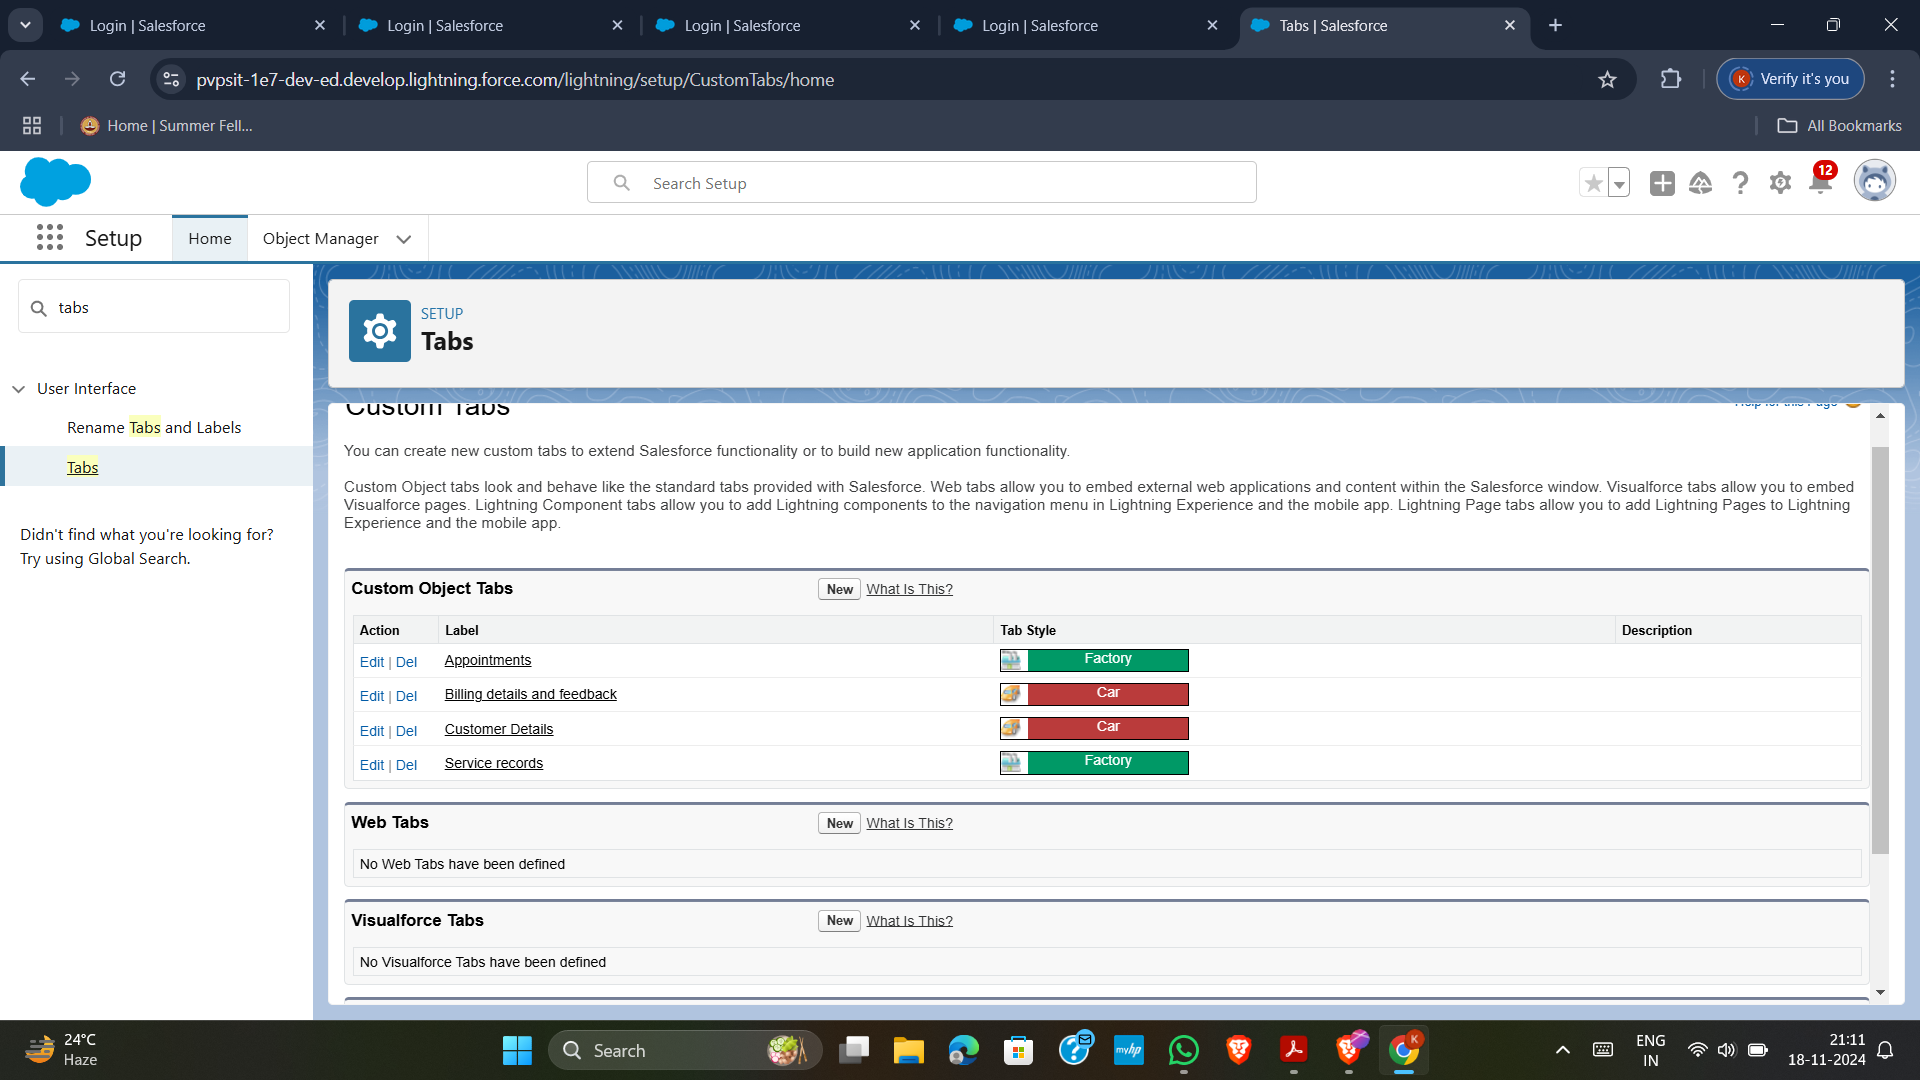 Login | Salesforce
Login | Salesforce
Login | Salesforce
Login | Salesforce
Tabs | Salesforce
pvpsit-1e7-dev-ed.develop.lightning.force.com/lightning/setup/CustomTabs/home
K
Verify it's you
Home | Summer Fell...
All Bookmarks
Search Setup
12
Setup
Home
Object Manager
tabs
User Interface
Rename Tabs and Labels
Tabs
Didn't find what you're looking for?
Try using Global Search.
SETUP
Tabs
Custom Tabs
Help for this Page
You can create new custom tabs to extend Salesforce functionality or to build new application functionality.
Custom Object tabs look and behave like the standard tabs provided with Salesforce. Web tabs allow you to embed external web applications and content within the Salesforce window. Visualforce tabs allow you to embed
Visualforce pages. Lightning Component tabs allow you to add Lightning components to the navigation menu in Lightning Experience and the mobile app. Lightning Page tabs allow you to add Lightning Pages to Lightning
Experience and the mobile app.
Custom Object Tabs New What Is This?
Action Label Tab Style Description
Edit | Del Appointments Factory
Edit | Del Billing details and feedback Car
Edit | Del Customer Details Car
Edit | Del Service records Factory
Web Tabs New What Is This?
No Web Tabs have been defined
Visualforce Tabs New What Is This?
No Visualforce Tabs have been defined
24°C
Haze
Search
myhp
K
ENG
IN
21:11
18-11-2024